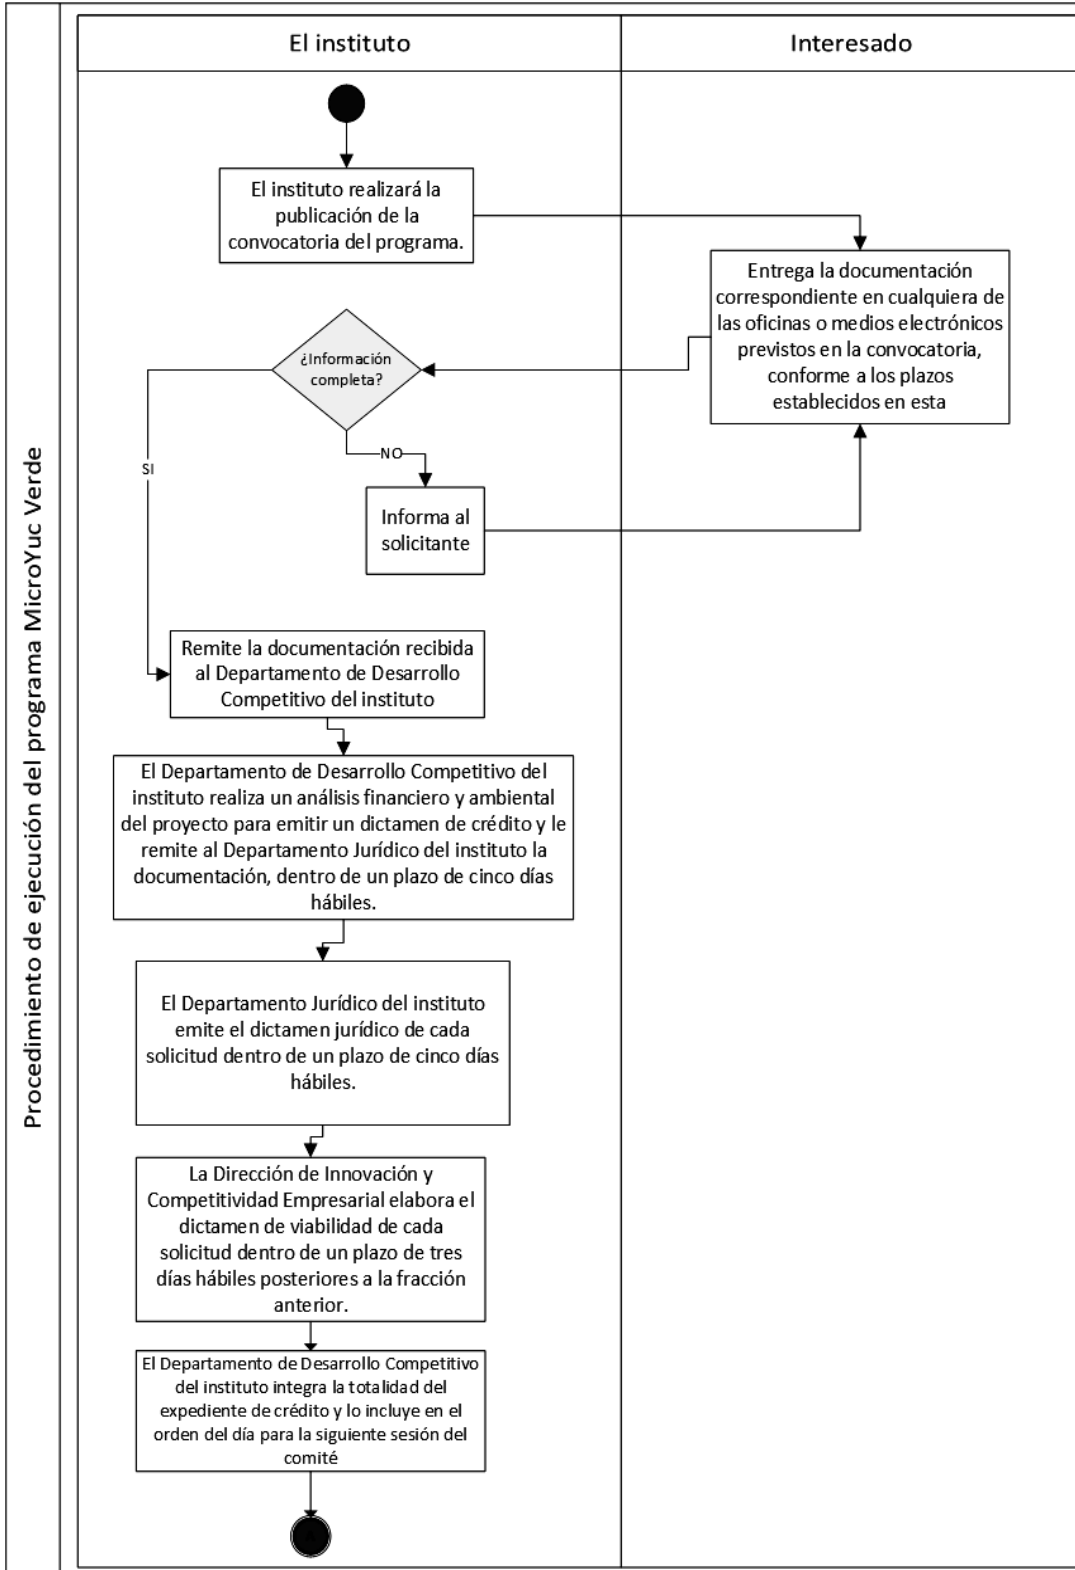 Procedimiento de ejecución del programa MicroYuc Verde
El instituto
Interesado
El instituto realizará la
publicación de la
convocatoria del programa.
Entrega la documentación
correspondiente en cualquiera de
las oficinas o medios electrónicos
previstos en la convocatoria,
conforme a los plazos
establecidos en esta
¿Información
completa?
SI
NO
Informa al
solicitante
Remite la documentación recibida
al Departamento de Desarrollo
Competitivo del instituto
El Departamento de Desarrollo Competitivo del
instituto realiza un análisis financiero y ambiental
del proyecto para emitir un dictamen de crédito y le
remite al Departamento Jurídico del instituto la
documentación, dentro de un plazo de cinco días
hábiles.
El Departamento Jurídico del instituto
emite el dictamen jurídico de cada
solicitud dentro de un plazo de cinco días
hábiles.
La Dirección de Innovación y
Competitividad Empresarial elabora el
dictamen de viabilidad de cada
solicitud dentro de un plazo de tres
días hábiles posteriores a la fracción
anterior.
El Departamento de Desarrollo Competitivo
del instituto integra la totalidad del
expediente de crédito y lo incluye en el
orden del día para la siguiente sesión del
comité